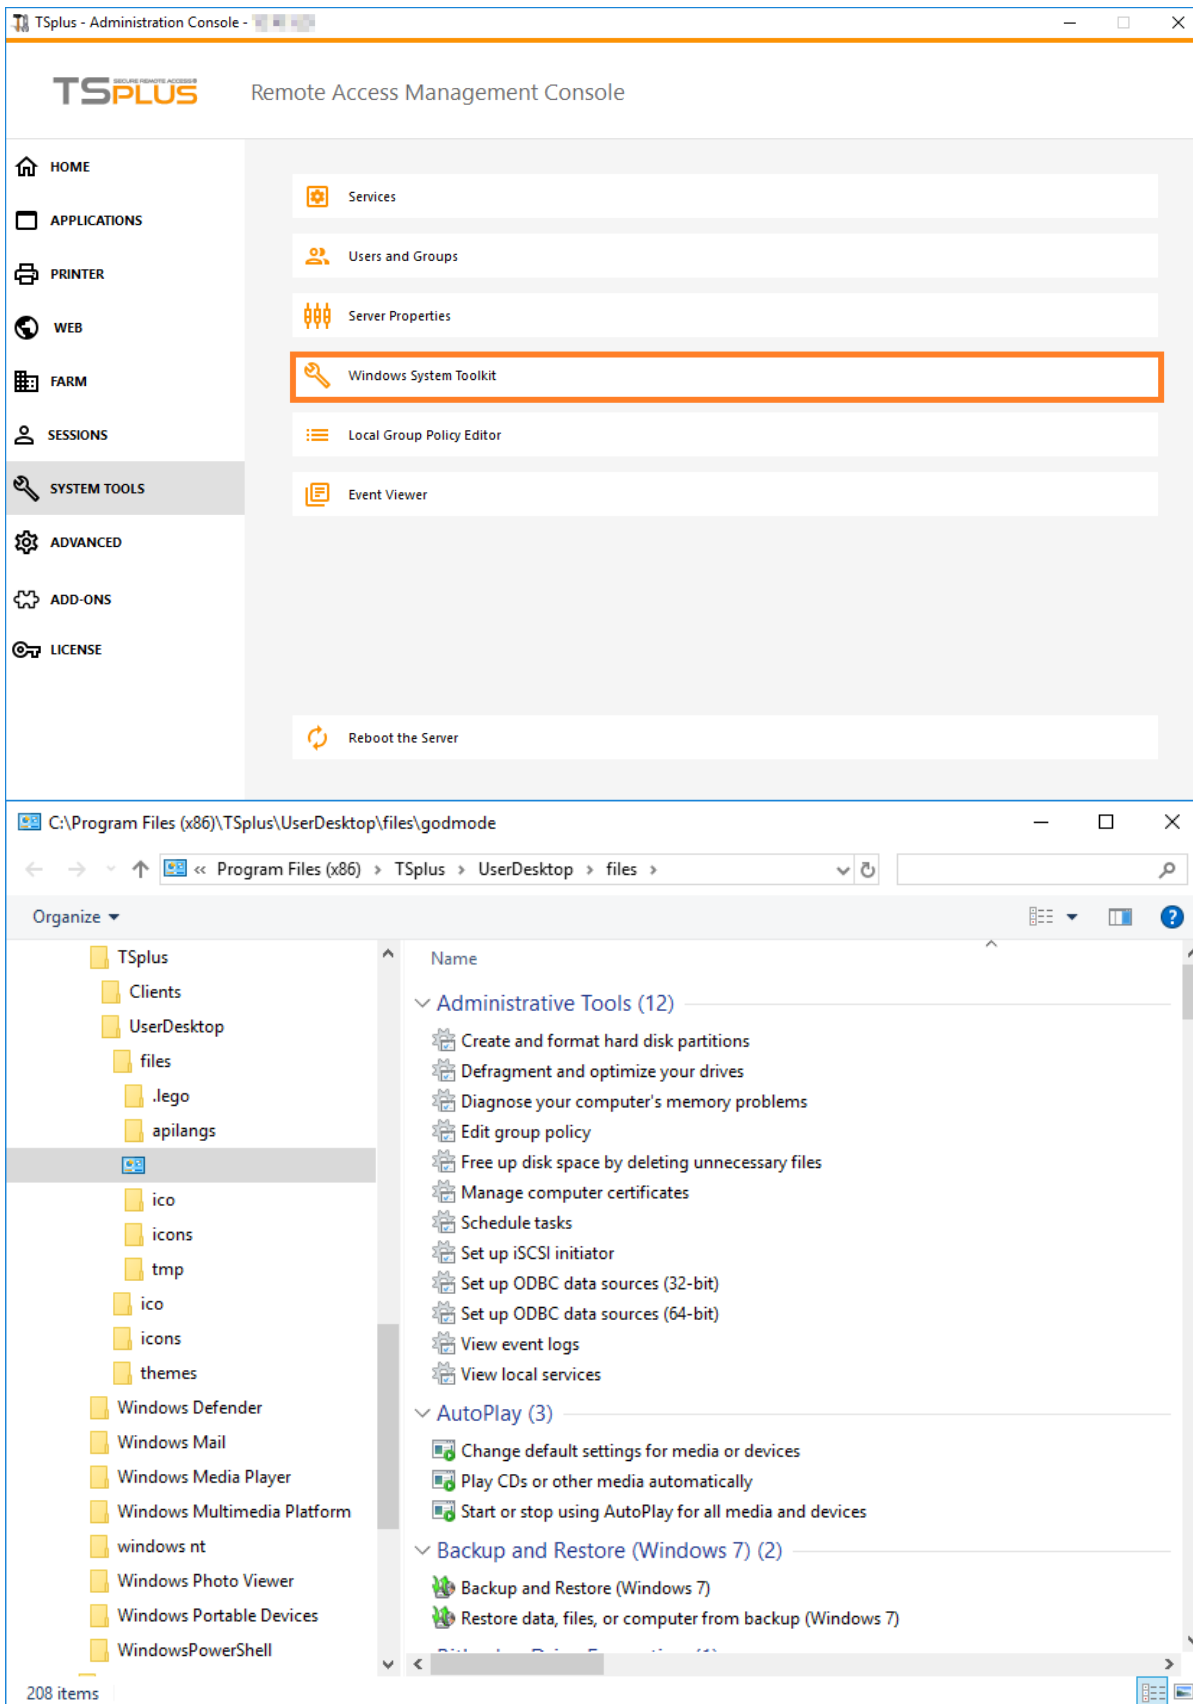 TSplus - Administration Console -
TSPLUS SECURE REMOTE ACCESS
Remote Access Management Console
HOME
APPLICATIONS
PRINTER
WEB
FARM
SESSIONS
SYSTEM TOOLS
ADVANCED
ADD-ONS
LICENSE
Services
Users and Groups
Server Properties
Windows System Toolkit
Local Group Policy Editor
Event Viewer
Reboot the Server
C:\Program Files (x86)\TSplus\UserDesktop\files\godmode
« Program Files (x86) > TSplus > UserDesktop > files >
Organize
TSplus
Clients
UserDesktop
files
.lego
apilangs
ico
icons
tmp
ico
icons
themes
Windows Defender
Windows Mail
Windows Media Player
Windows Multimedia Platform
windows nt
Windows Photo Viewer
Windows Portable Devices
WindowsPowerShell
Name
Administrative Tools (12)
Create and format hard disk partitions
Defragment and optimize your drives
Diagnose your computer's memory problems
Edit group policy
Free up disk space by deleting unnecessary files
Manage computer certificates
Schedule tasks
Set up iSCSI initiator
Set up ODBC data sources (32-bit)
Set up ODBC data sources (64-bit)
View event logs
View local services
AutoPlay (3)
Change default settings for media or devices
Play CDs or other media automatically
Start or stop using AutoPlay for all media and devices
Backup and Restore (Windows 7) (2)
Backup and Restore (Windows 7)
Restore data, files, or computer from backup (Windows 7)
208 items